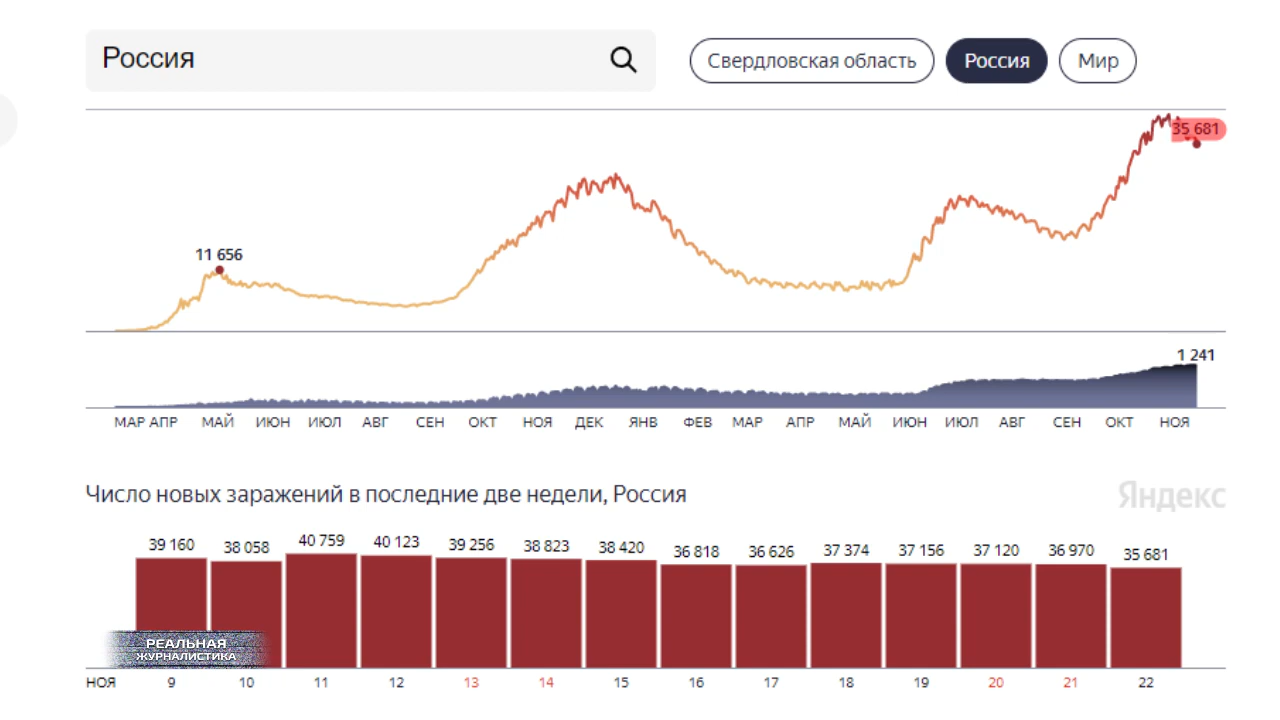 Россия
Свердловская область Россия Мир
35 681
11 656
1 241
МАР АПР МАЙ ИЮН ИЮЛ АВГ СЕН ОКТ НОЯ ДЕК ЯНВ ФЕВ МАР АПР МАЙ ИЮН ИЮЛ АВГ СЕН ОКТ НОЯ
Число новых заражений в последние две недели, Россия
Яндекс
39 160 38 058 40 759 40 123 39 256 38 823 38 420 36 818 36 626 37 374 37 156 37 120 36 970 35 681
РЕАЛЬНАЯ
ЖУРНАЛИСТИКА
НОЯ 9 10 11 12 13 14 15 16 17 18 19 20 21 22